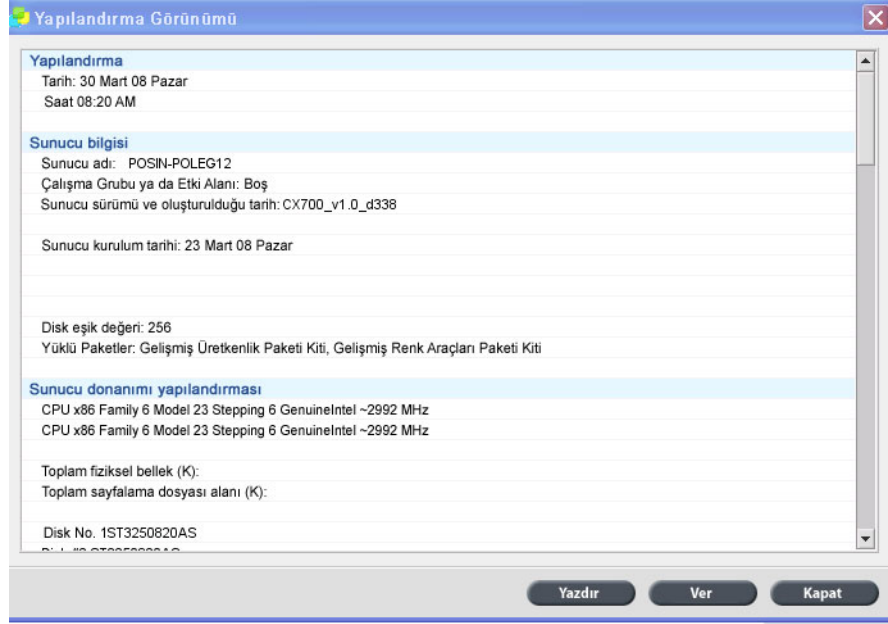 Yapılandırma Görünümü
Yapılandırma
Tarih: 30 Mart 08 Pazar
Saat 08:20 AM
Sunucu bilgisi
Sunucu adı: POSIN-POLEG12
Çalışma Grubu ya da Etki Alanı: Boş
Sunucu sürümü ve oluşturulduğu tarih: CX700_v1.0_d338
Sunucu kurulum tarihi: 23 Mart 08 Pazar
Disk eşik değeri: 256
Yüklü Paketler: Gelişmiş Üretkenlik Paketi Kiti, Gelişmiş Renk Araçları Paketi Kiti
Sunucu donanımı yapılandırması
CPU x86 Family 6 Model 23 Stepping 6 GenuineIntel ~2992 MHz
CPU x86 Family 6 Model 23 Stepping 6 GenuineIntel ~2992 MHz
Toplam fiziksel bellek (K):
Toplam sayfalama dosyası alanı (K):
Disk No. 1ST3250820AS
Yazdır Ver Kapat